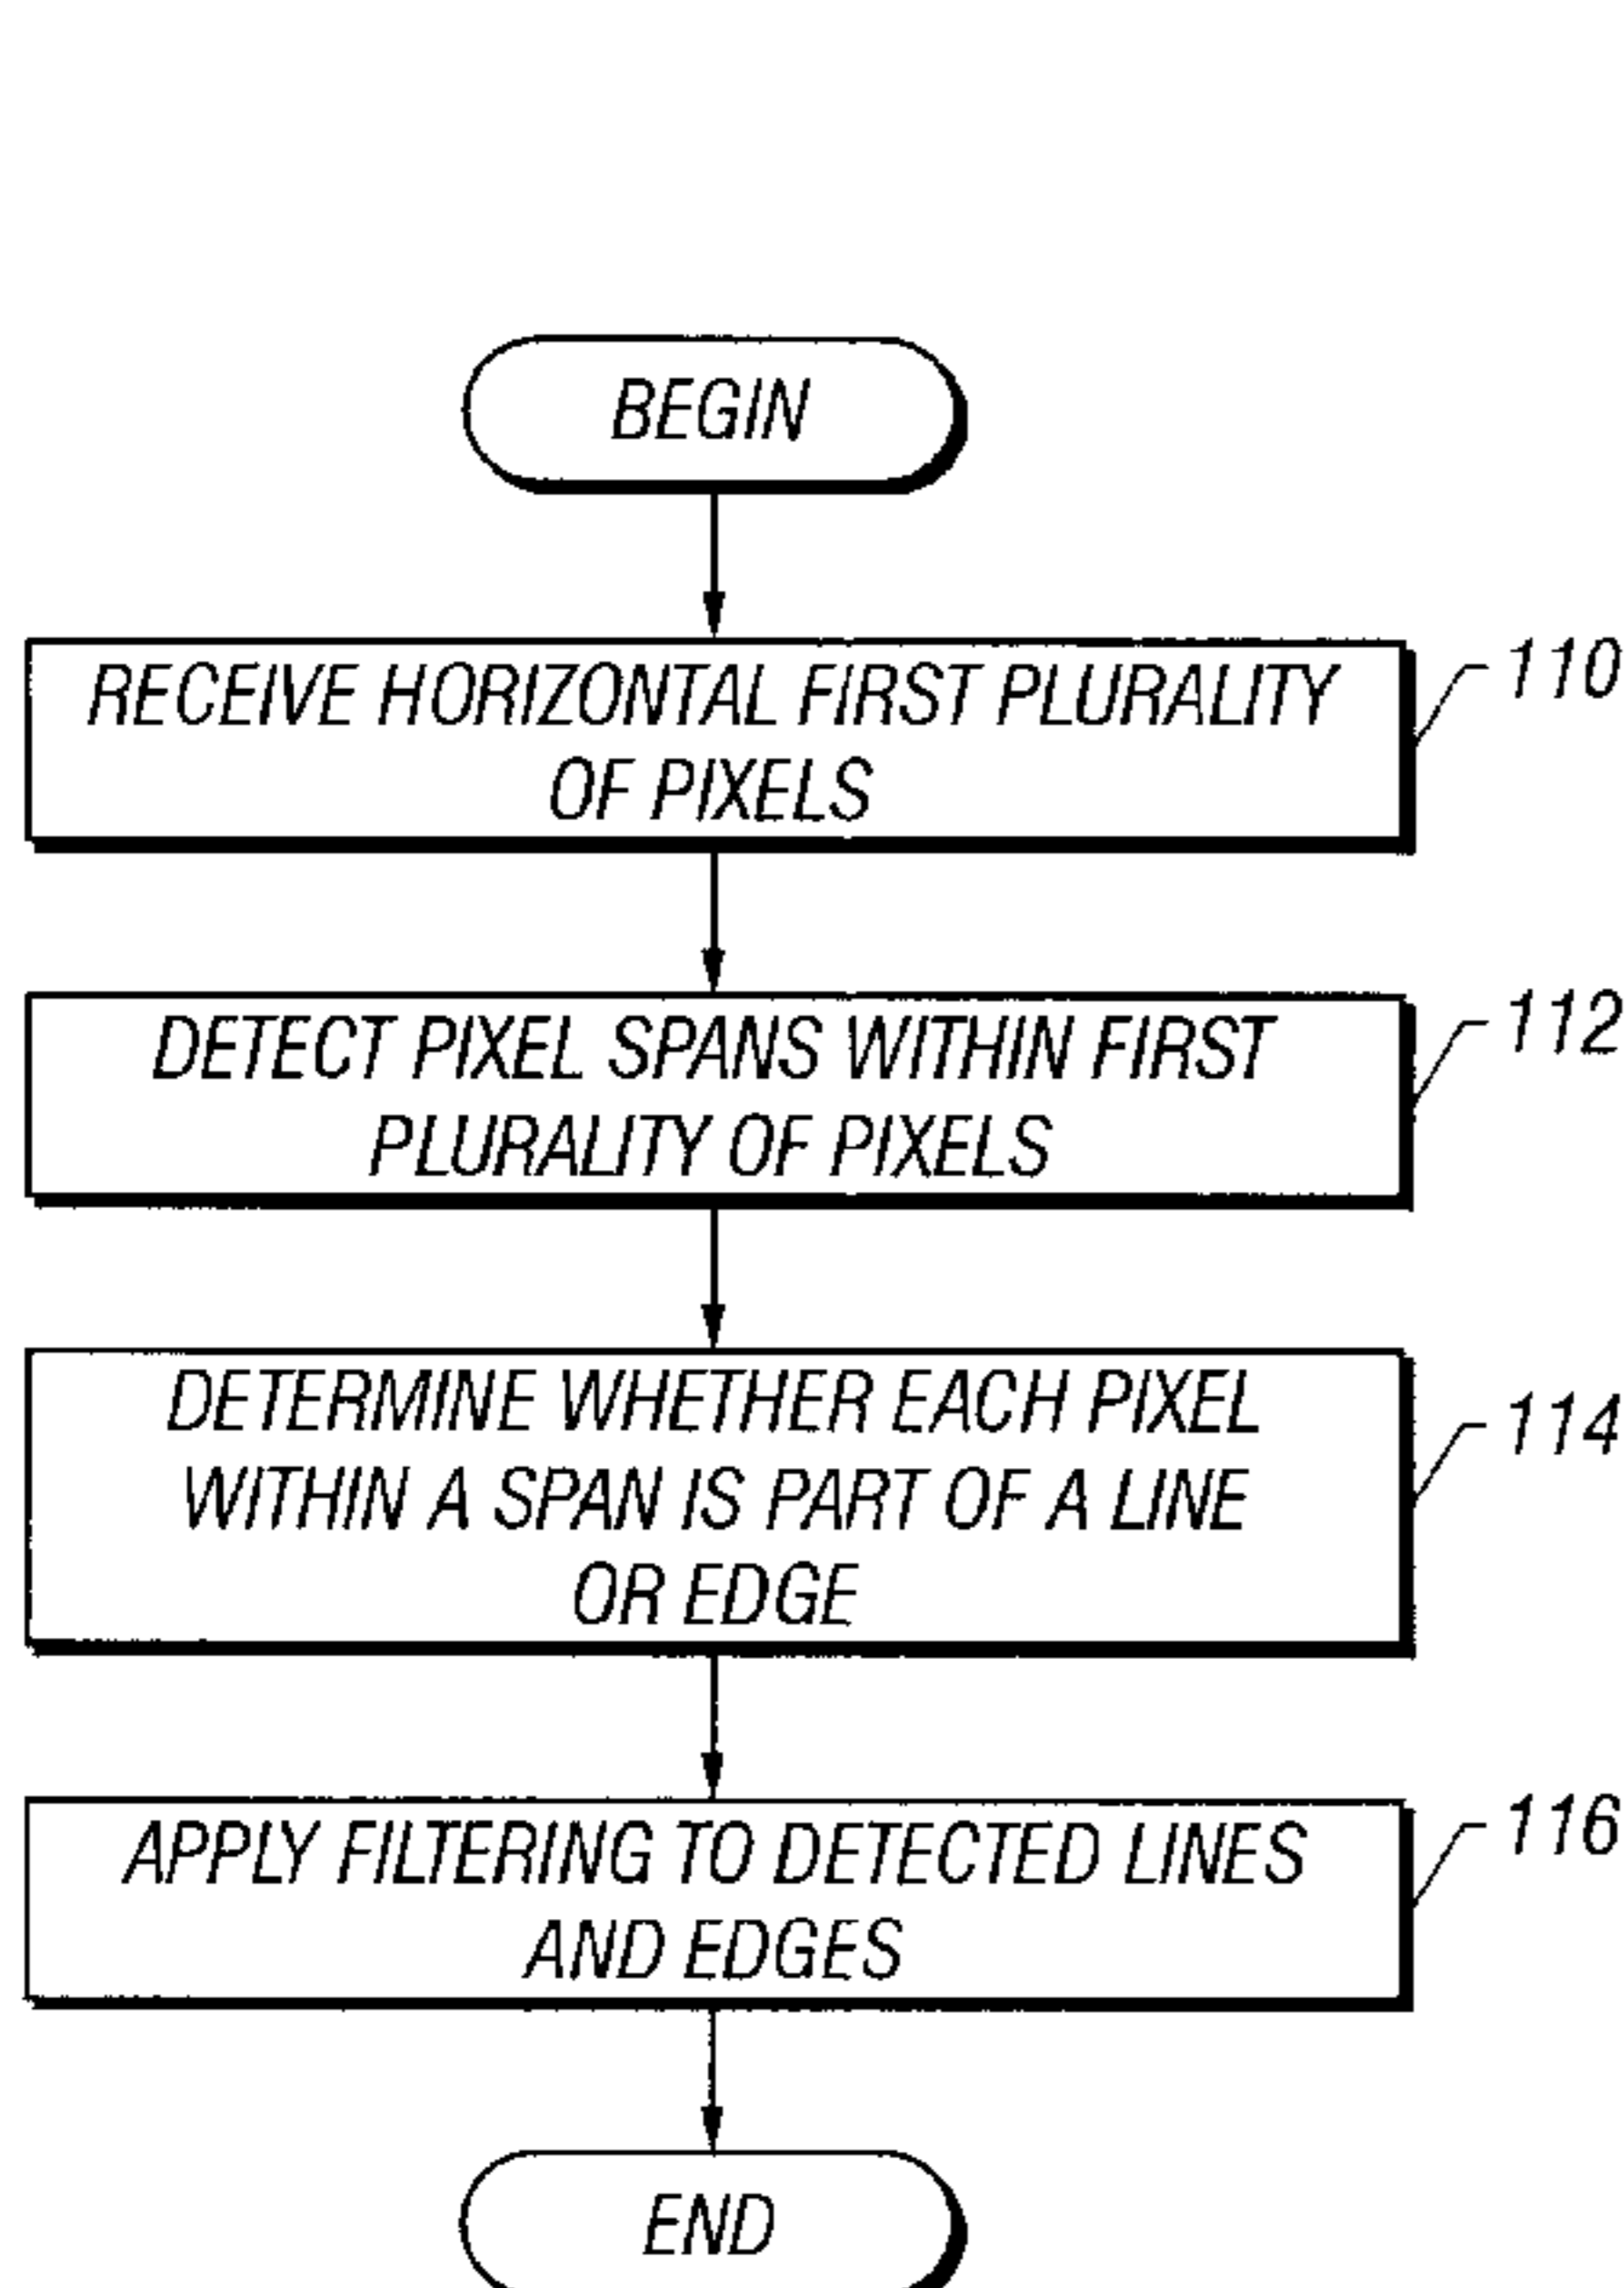 BEGIN
RECEIVE HORIZONTAL FIRST PLURALITY
OF PIXELS
110
DETECT PIXEL SPANS WITHIN FIRST
PLURALITY OF PIXELS
112
DETERMINE WHETHER EACH PIXEL
WITHIN A SPAN IS PART OF A LINE
OR EDGE
114
APPLY FILTERING TO DETECTED LINES
AND EDGES
116
END